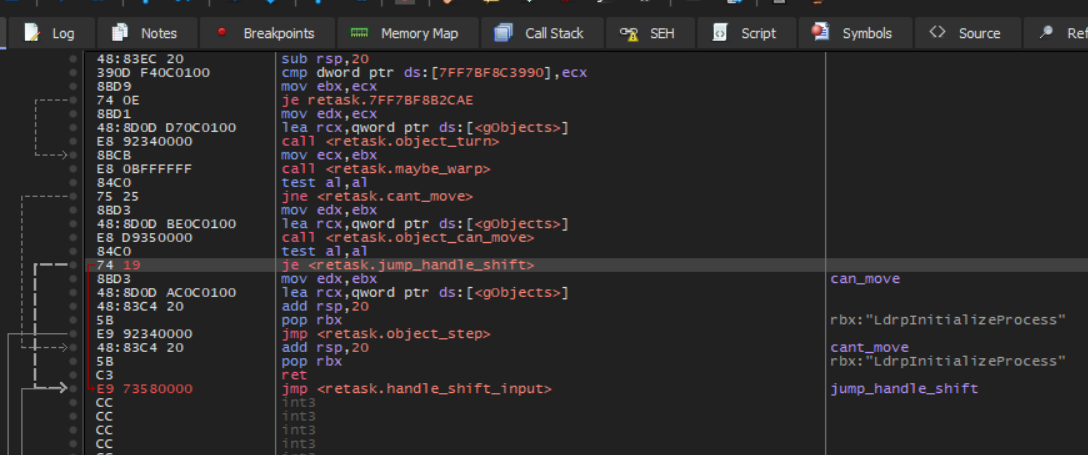 Log Notes Breakpoints Memory Map Call Stack SEH Script Symbols Source Ref
48:83EC 20 sub rsp,20
390D F40C0100 cmp dword ptr ds:[7FF7BF8C3990],ecx
8BD9 mov ebx,ecx
74 0E je retask.7FF7BF8B2CAE
8BD1 mov edx,ecx
48:8D0D D70C0100 lea rcx,qword ptr ds:[<gObjects>]
E8 92340000 call <retask.object_turn>
8BCB mov ecx,ebx
E8 0BFFFFFF call <retask.maybe_warp>
84C0 test al,al
75 25 jne <retask.cant_move>
8BD3 mov edx,ebx
48:8D0D BE0C0100 lea rcx,qword ptr ds:[<gObjects>]
E8 D9350000 call <retask.object_can_move>
84C0 test al,al
74 19 je <retask.jump_handle_shift>
8BD3 mov edx,ebx can_move
48:8D0D AC0C0100 lea rcx,qword ptr ds:[<gObjects>]
48:83C4 20 add rsp,20
5B pop rbx rbx:"LdrpInitializeProcess"
E9 92340000 jmp <retask.object_step>
48:83C4 20 add rsp,20 cant_move
5B pop rbx rbx:"LdrpInitializeProcess"
C3 ret
E9 73580000 jmp <retask.handle_shift_input> jump_handle_shift
CC int3
CC int3
CC int3
CC int3